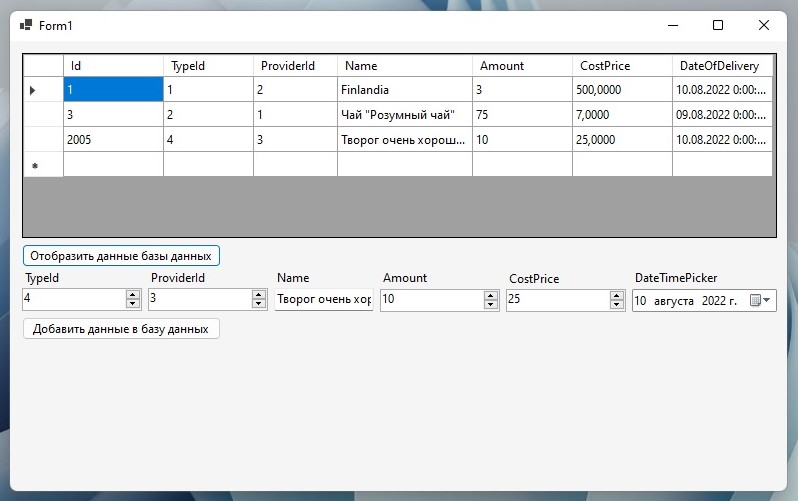 Form1
Id TypeId ProviderId Name Amount CostPrice DateOfDelivery
1 1 2 Finlandia 3 500,0000 10.08.2022 0:00:...
3 2 1 Чай "Розумный чай" 75 7,0000 09.08.2022 0:00:...
2005 4 3 Творог очень хорош... 10 25,0000 10.08.2022 0:00:...
Отобразить данные базы данных
TypeId ProviderId Name Amount CostPrice DateTimePicker
4 3 Творог очень хор 10 25 10 августа 2022 г.
Добавить данные в базу данных